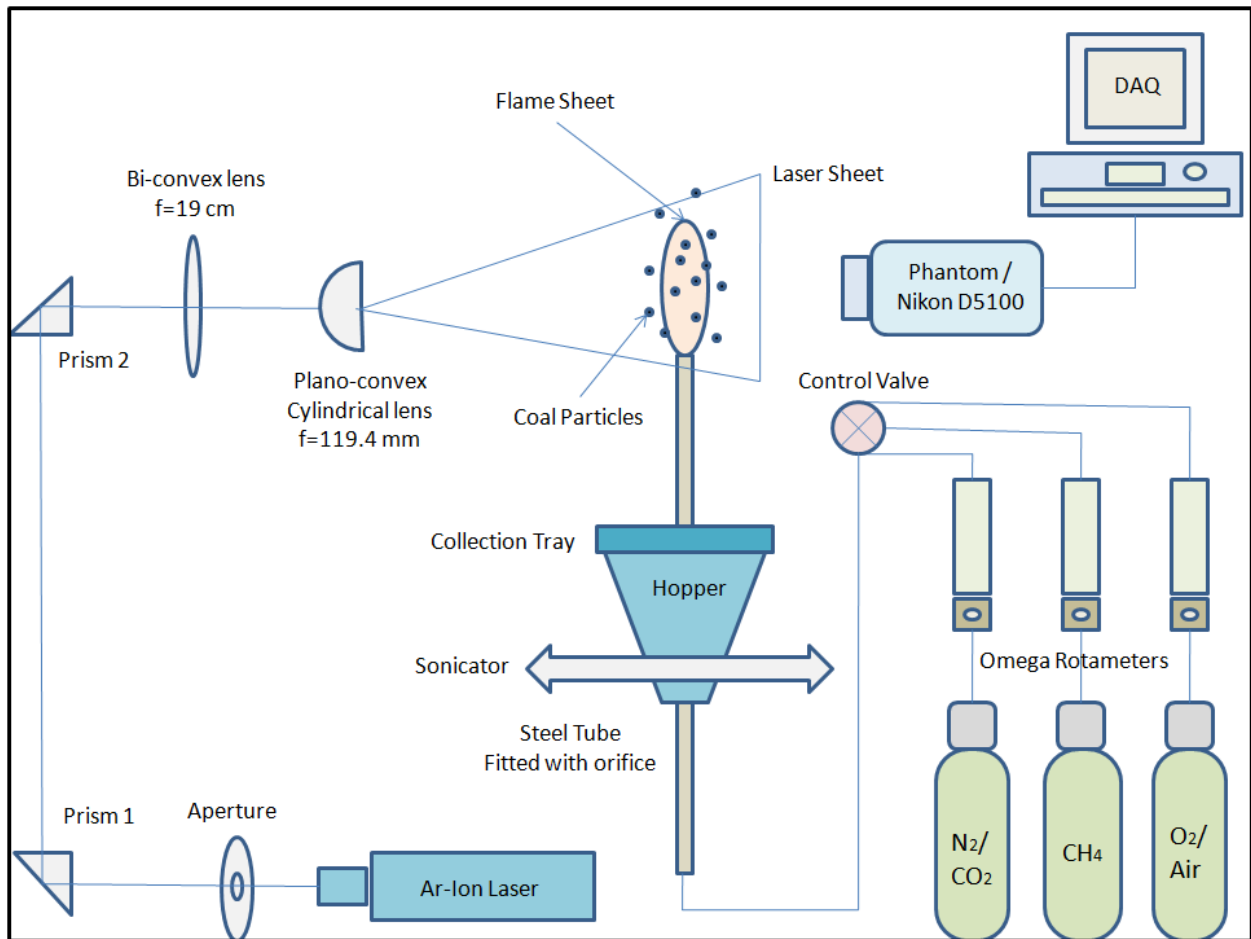 Flame Sheet
DAQ
Bi-convex lens
f=19 cm
Laser Sheet
Phantom /
Nikon D5100
Prism 2
Plano-convex
Cylindrical lens
f=119.4 mm
Coal Particles
Control Valve
Collection Tray
Hopper
Sonicator
Omega Rotameters
Steel Tube
Fitted with orifice
Prism 1
Aperture
Ar-Ion Laser
N₂/
CO₂
CH₄
O₂/
Air